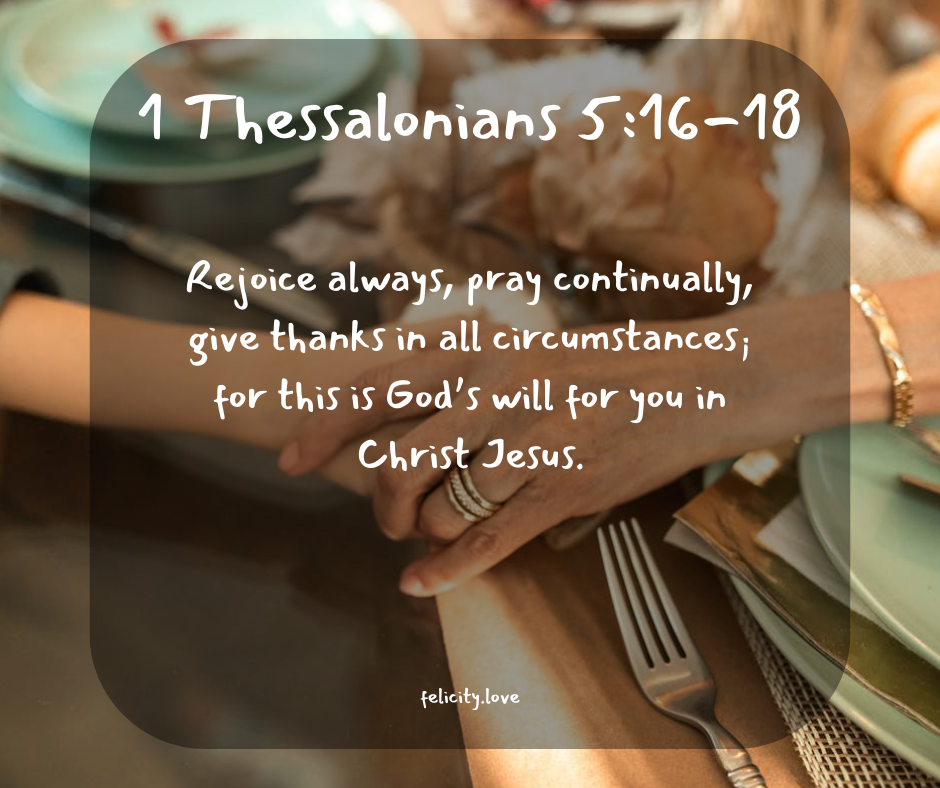 1 Thessalonians 5:16-18
Rejoice always, pray continually,
give thanks in all circumstances;
for this is God's will for you in
Christ Jesus.
felicity.love